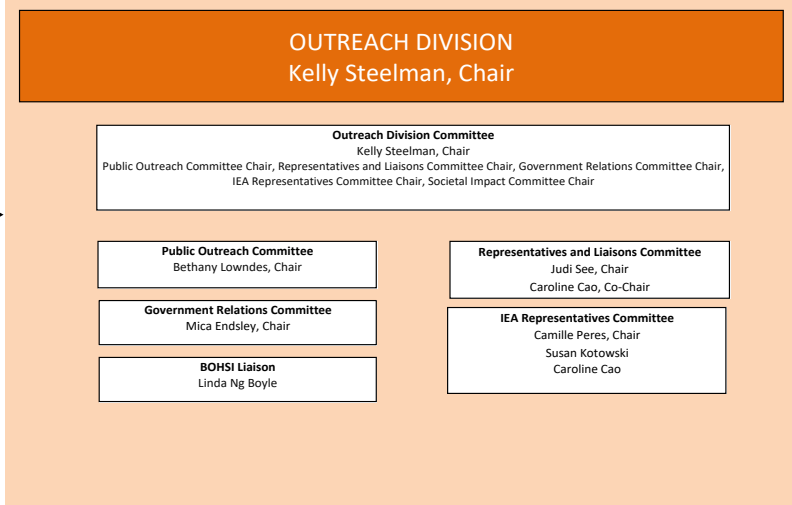 OUTREACH DIVISION
Kelly Steelman, Chair
Outreach Division Committee
Kelly Steelman, Chair
Public Outreach Committee Chair, Representatives and Liaisons Committee Chair, Government Relations Committee Chair,
IEA Representatives Committee Chair, Societal Impact Committee Chair
Public Outreach Committee
Bethany Lowndes, Chair
Government Relations Committee
Mica Endsley, Chair
BOHSI Liaison
Linda Ng Boyle
Representatives and Liaisons Committee
Judi See, Chair
Caroline Cao, Co-Chair
IEA Representatives Committee
Camille Peres, Chair
Susan Kotowski
Caroline Cao